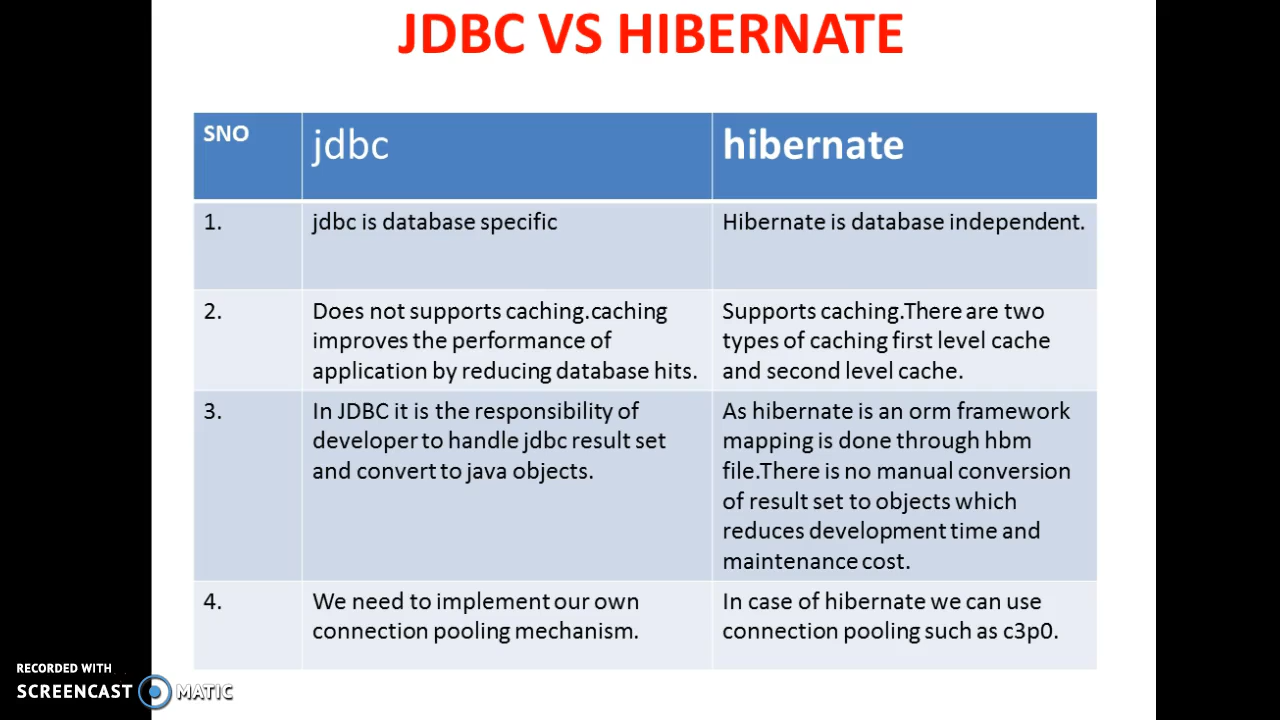 JDBC VS HIBERNATE
SNO
jdbc
hibernate
1.
jdbc is database specific
Hibernate is database independent.
2.
Does not supports caching.caching
improves the performance of
application by reducing database hits.
Supports caching.There are two
types of caching first level cache
and second level cache.
3.
In JDBC it is the responsibility of
developer to handle jdbc result set
and convert to java objects.
As hibernate is an orm framework
mapping is done through hbm
file.There is no manual conversion
of result set to objects which
reduces development time and
maintenance cost.
4.
We need to implement our own
connection pooling mechanism.
In case of hibernate we can use
connection pooling such as c3p0.
RECORDED WITH
SCREENCAST MATIC